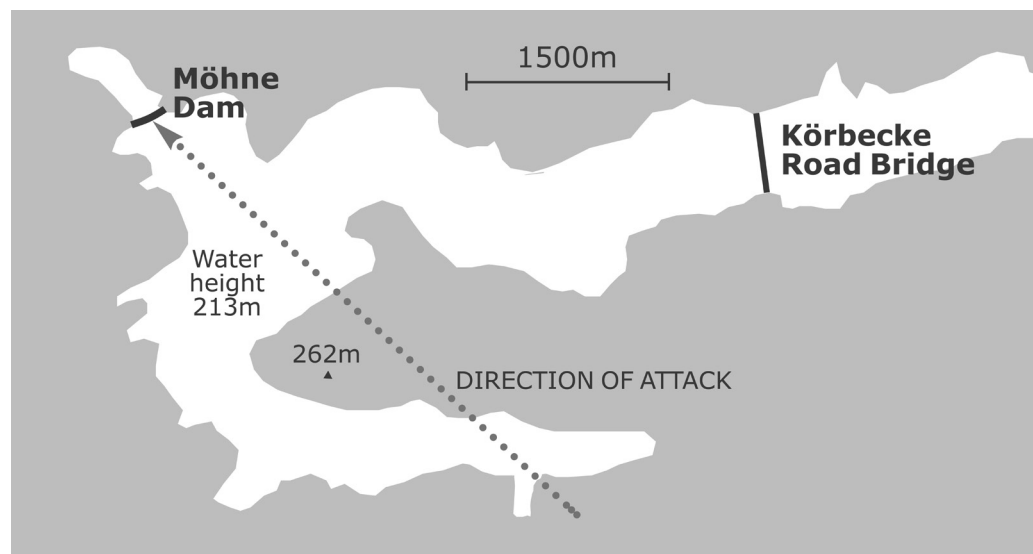 1500m
Möhne
Dam
Körbecke
Road Bridge
Water
height
213m
262m
DIRECTION OF ATTACK